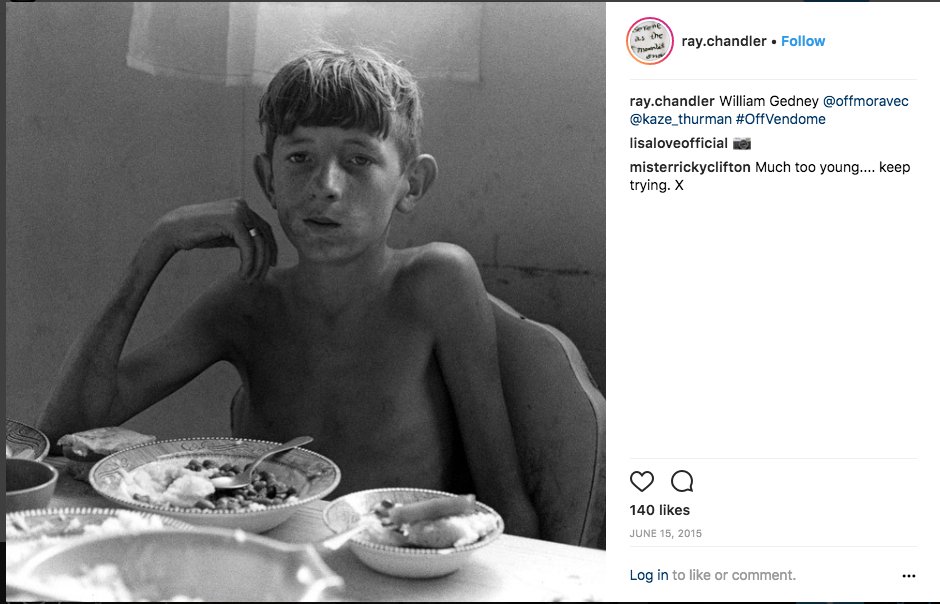 ray.chandler • Follow
ray.chandler William Gedney @offmoravec
@kaze_thurman #OffVendome
lisaloveofficial 📷
misterrickyclifton Much too young.... keep
trying. X
140 likes
JUNE 15, 2015
Log in to like or comment.